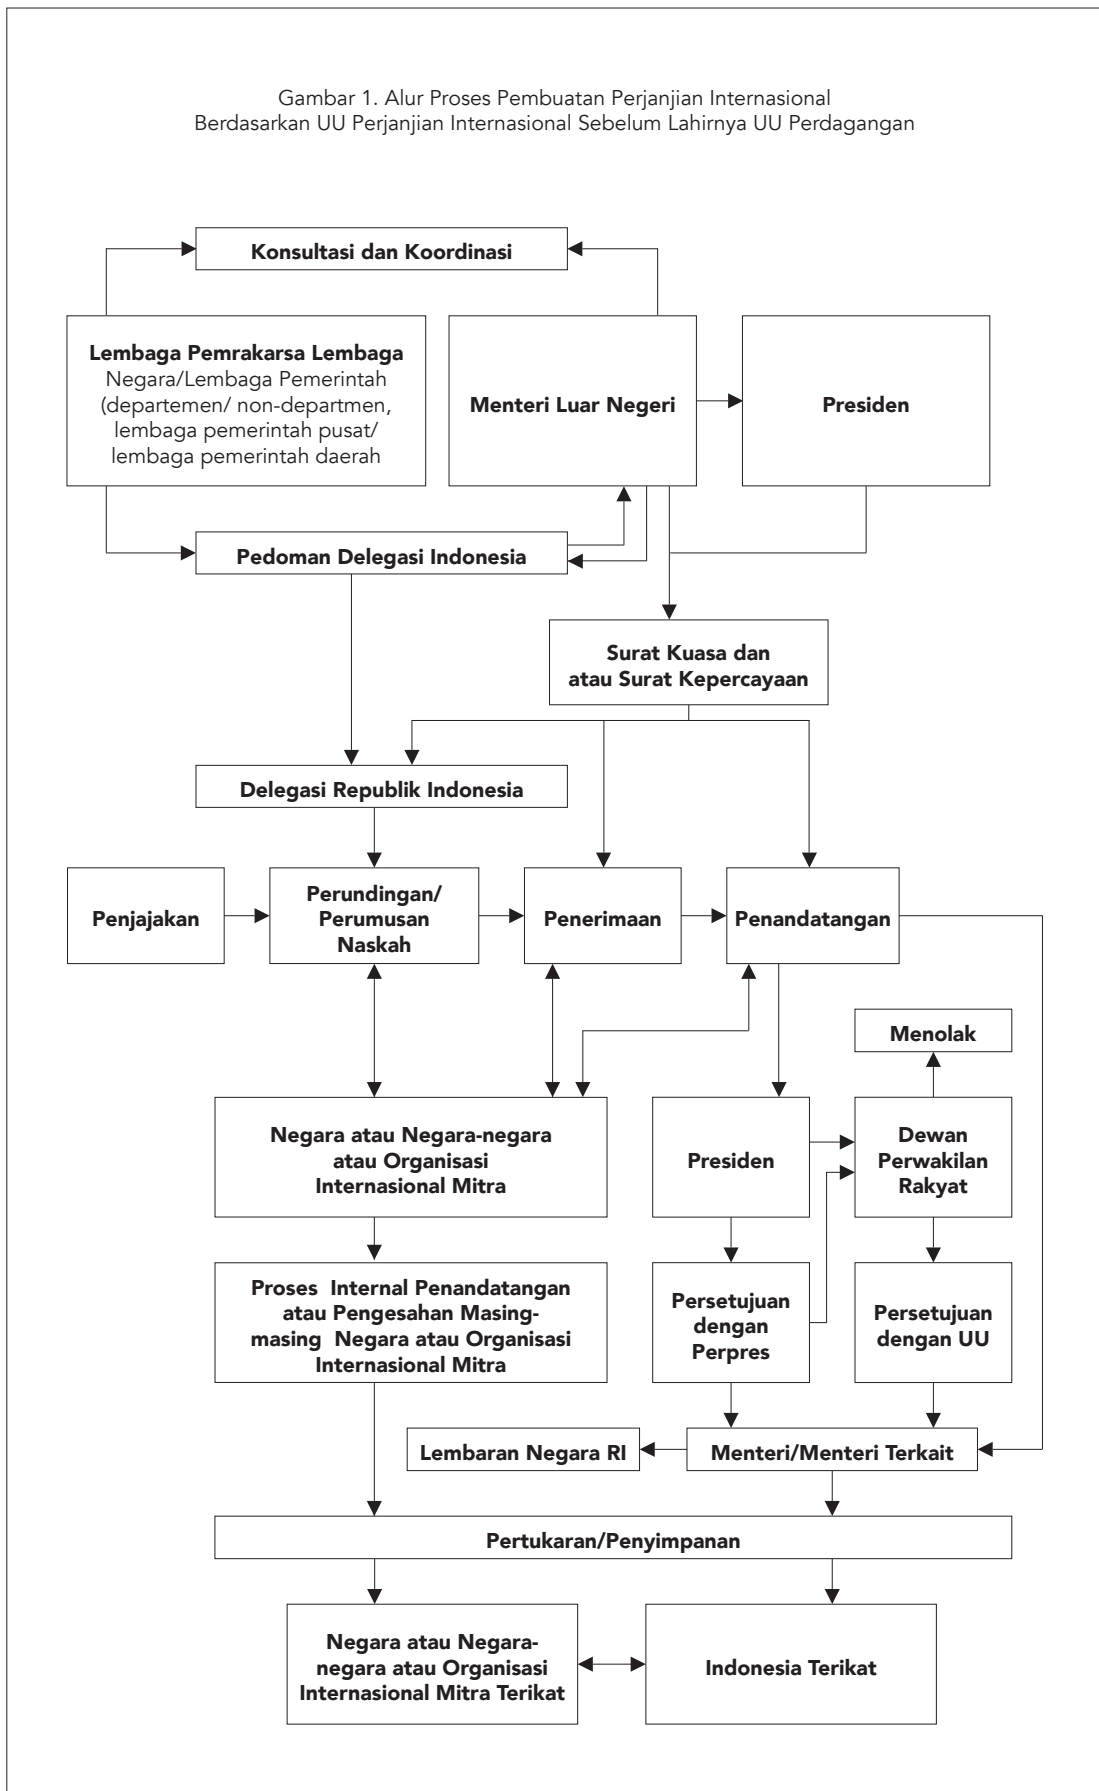 Gambar 1. Alur Proses Pembuatan Perjanjian Internasional
Berdasarkan UU Perjanjian Internasional Sebelum Lahirnya UU Perdagangan
Konsultasi dan Koordinasi
Lembaga Pemrakarsa Lembaga
Negara/Lembaga Pemerintah
(departemen/ non-departmen,
lembaga pemerintah pusat/
lembaga pemerintah daerah
Menteri Luar Negeri
Presiden
Pedoman Delegasi Indonesia
Surat Kuasa dan
atau Surat Kepercayaan
Delegasi Republik Indonesia
Penjajakan
Perundingan/
Perumusan
Naskah
Penerimaan
Penandatangan
Menolak
Negara atau Negara-negara
atau Organisasi
Internasional Mitra
Presiden
Dewan
Perwakilan
Rakyat
Proses  Internal Penandatangan
atau Pengesahan Masing-
masing  Negara atau Organisasi
Internasional Mitra
Persetujuan
dengan
Perpres
Persetujuan
dengan UU
Lembaran Negara RI
Menteri/Menteri Terkait
Pertukaran/Penyimpanan
Negara atau Negara-
negara atau Organisasi
Internasional Mitra Terikat
Indonesia Terikat